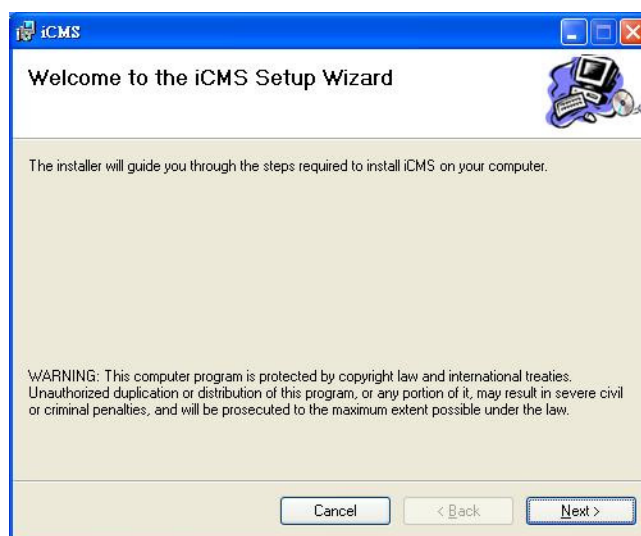 iCMS
Welcome to the iCMS Setup Wizard
The installer will guide you through the steps required to install iCMS on your computer.
WARNING: This computer program is protected by copyright law and international treaties.
Unauthorized duplication or distribution of this program, or any portion of it, may result in severe civil
or criminal penalties, and will be prosecuted to the maximum extent possible under the law.
Cancel
< Back
Next >